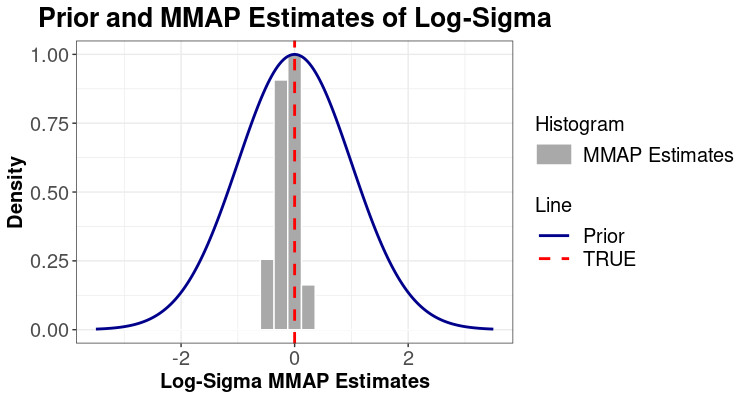 Prior and MMAP Estimates of Log-Sigma
Density
1.00
0.75
0.50
0.25
0.00
-2
0
2
Log-Sigma MMAP Estimates
Histogram
MMAP Estimates
Line
Prior
TRUE